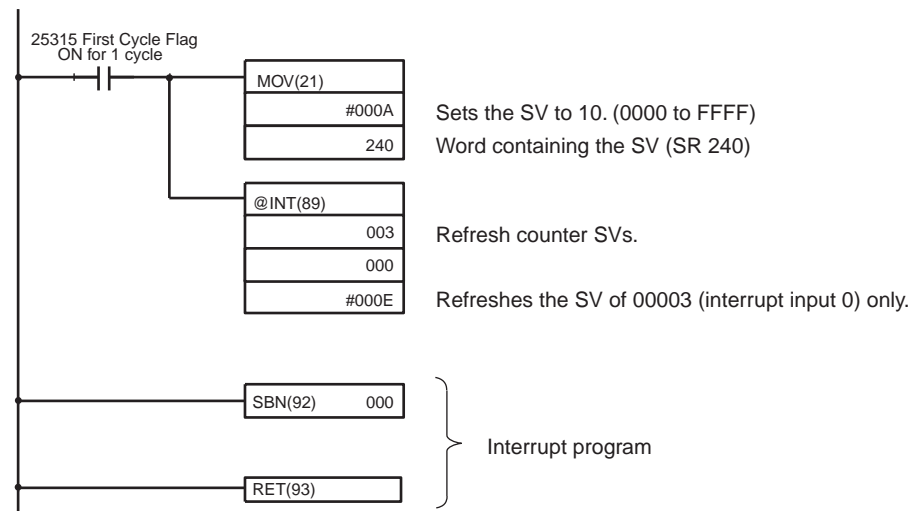 25315 First Cycle Flag
ON for 1 cycle
MOV(21)
#000A Sets the SV to 10. (0000 to FFFF)
240 Word containing the SV (SR 240)
@INT(89)
003 Refresh counter SVs.
000
#000E Refreshes the SV of 00003 (interrupt input 0) only.
SBN(92) 000
Interrupt program
RET(93)